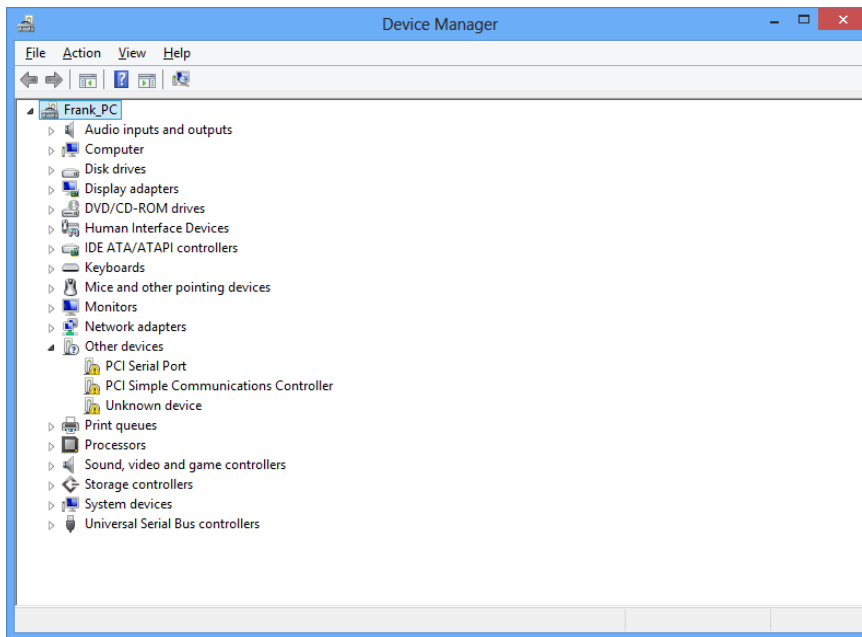 Device Manager
File Action View Help
Frank_PC
Audio inputs and outputs
Computer
Disk drives
Display adapters
DVD/CD-ROM drives
Human Interface Devices
IDE ATA/ATAPI controllers
Keyboards
Mice and other pointing devices
Monitors
Network adapters
Other devices
PCI Serial Port
PCI Simple Communications Controller
Unknown device
Print queues
Processors
Sound, video and game controllers
Storage controllers
System devices
Universal Serial Bus controllers